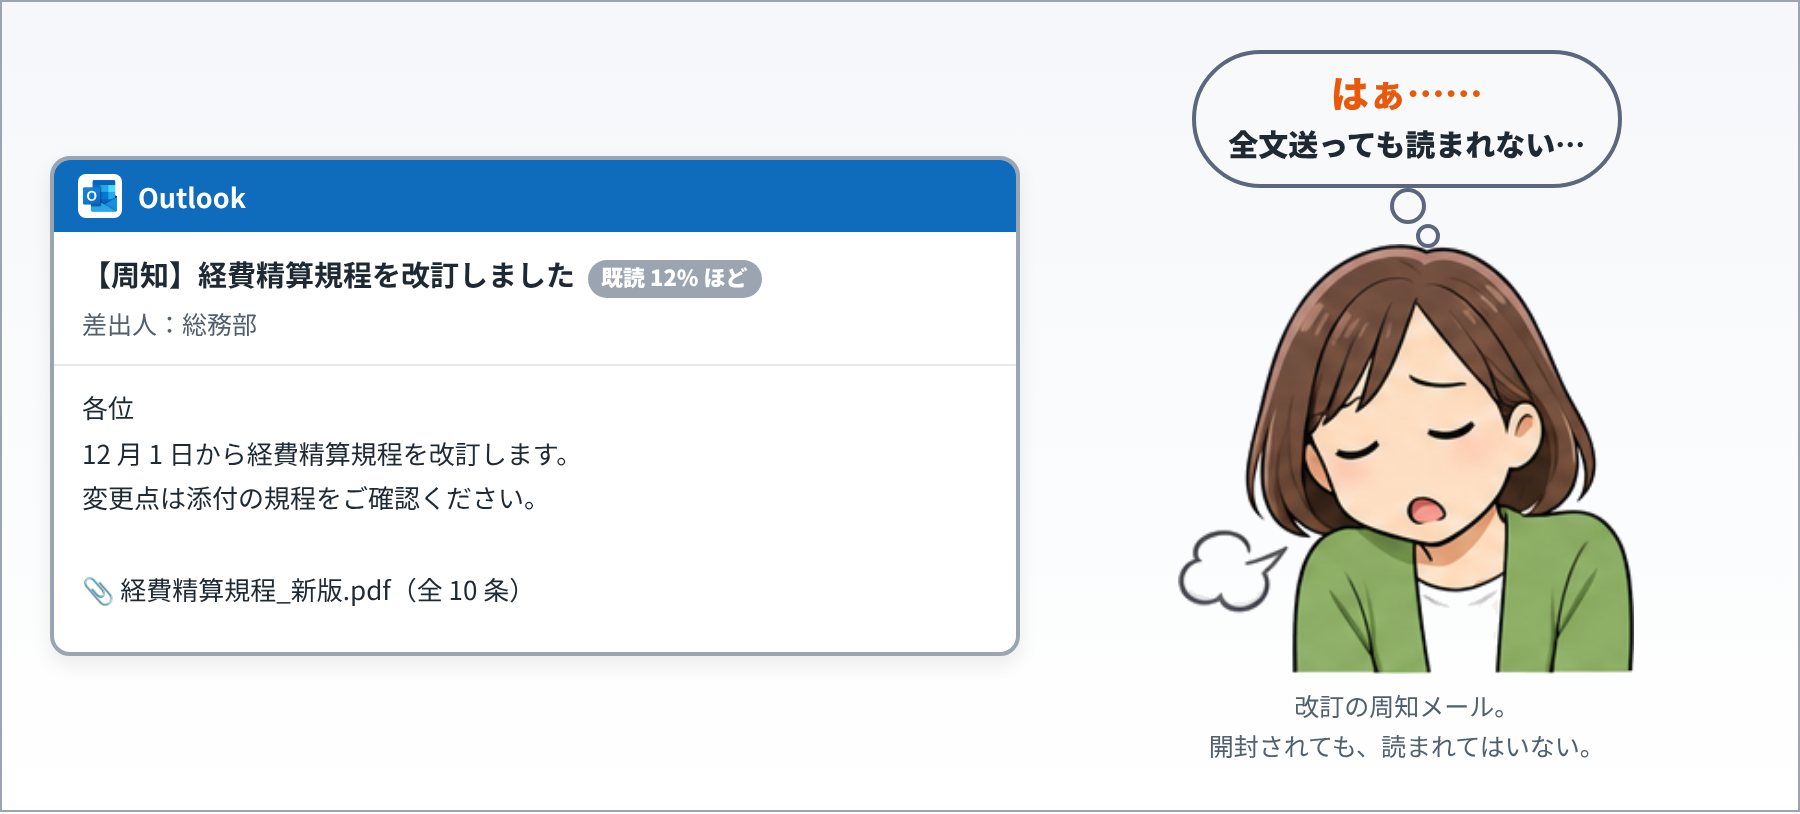 はぁ……
全文送っても読まれない…
Outlook
【周知】経費精算規程を改訂しました 既読 12% ほど
差出人：総務部
各位
12 月 1 日から経費精算規程を改訂します。
変更点は添付の規程をご確認ください。
📎 経費精算規程_新版.pdf（全 10 条）
改訂の周知メール。
開封されても、読まれてはいない。